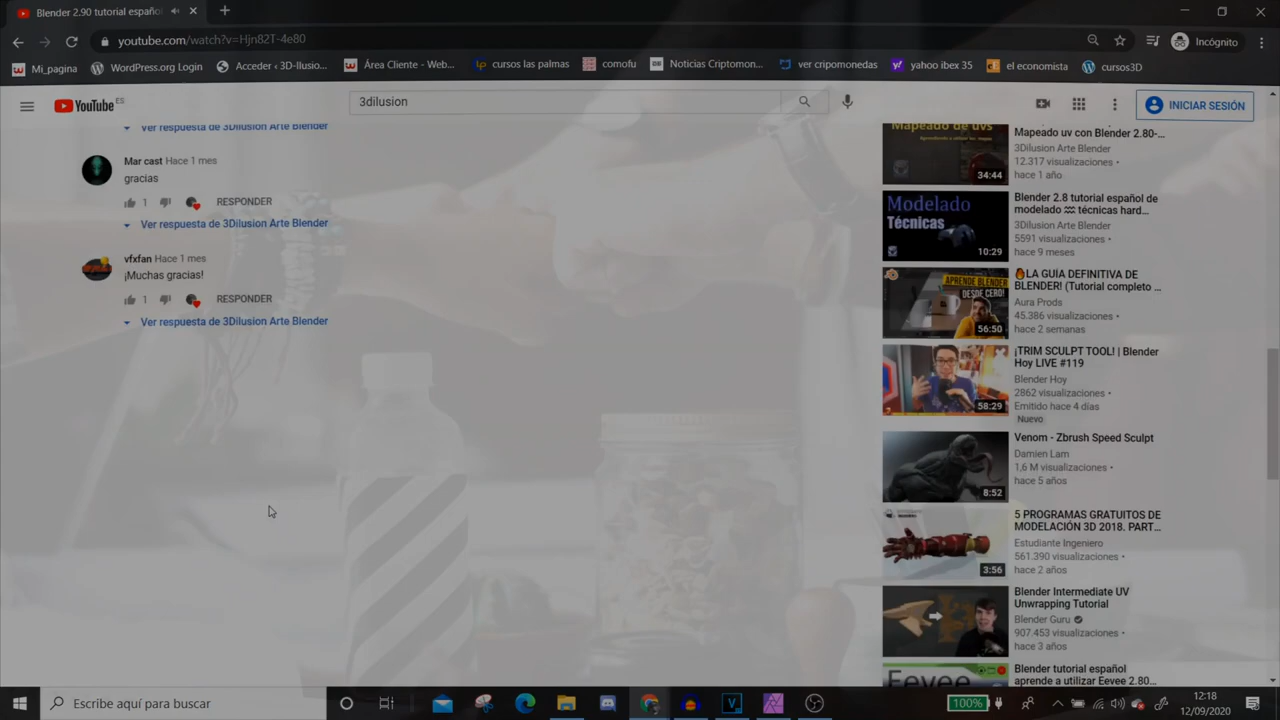 Blender 2.90 tutorial españo
youtube.com/watch?v=Hjn82T-4e80
Incógnito
Mi_pagina
WordPress.org Login
Acceder ‹ 3D-Ilusio...
Área Cliente - Web...
cursos las palmas
comofu
Noticias Criptomon...
ver cripomonedas
yahoo ibex 35
el economista
cursos3D
YouTube ES
3dilusion
INICIAR SESIÓN
Ver respuesta de 3Dilusion Arte Blender
Mar cast Hace 1 mes
gracias
1 RESPONDER
Ver respuesta de 3Dilusion Arte Blender
vfxfan Hace 1 mes
¡Muchas gracias!
1 RESPONDER
Ver respuesta de 3Dilusion Arte Blender
Mapeado de uvs
34:44
Mapeado uv con Blender 2.80-...
3Dilusion Arte Blender
12.317 visualizaciones •
hace 1 año
Modelado
Técnicas
10:29
Blender 2.8 tutorial español de
modelado ⛆ técnicas hard...
3Dilusion Arte Blender
5591 visualizaciones •
hace 9 meses
APRENDE BLENDER
DESDE CERO!
56:50
🔥LA GUÍA DEFINITIVA DE
BLENDER! (Tutorial completo ...
Aura Prods
45.386 visualizaciones •
hace 2 semanas
58:29
¡TRIM SCULPT TOOL! | Blender
Hoy LIVE #119
Blender Hoy
2862 visualizaciones •
Emitido hace 4 días
Nuevo
8:52
Venom - Zbrush Speed Sculpt
Damien Lam
1,6 M visualizaciones •
hace 5 años
3:56
5 PROGRAMAS GRATUITOS DE
MODELACIÓN 3D 2018. PART...
Estudiante Ingeniero
561.390 visualizaciones •
hace 2 años
Blender Intermediate UV
Unwrapping Tutorial
Blender Guru
907.453 visualizaciones •
hace 3 años
Eevee
Blender tutorial español
aprende a utilizar Eevee 2.80...
Escribe aquí para buscar
100%
12:18
12/09/2020